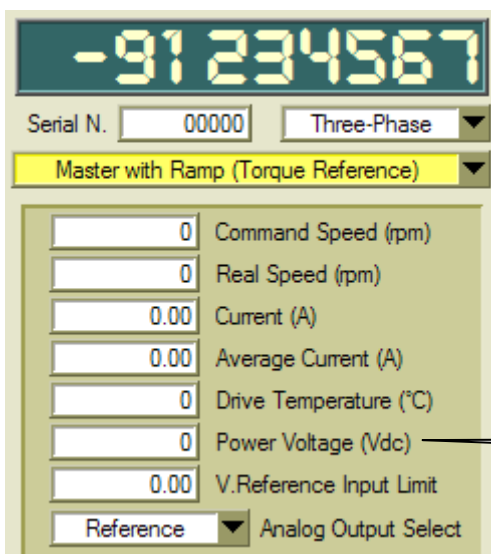 -91 234567
Serial N. 00000 Three-Phase
Master with Ramp (Torque Reference)
0 Command Speed (rpm)
0 Real Speed (rpm)
0.00 Current (A)
0.00 Average Current (A)
0 Drive Temperature (°C)
0 Power Voltage (Vdc)
0.00 V.Reference Input Limit
Reference Analog Output Select